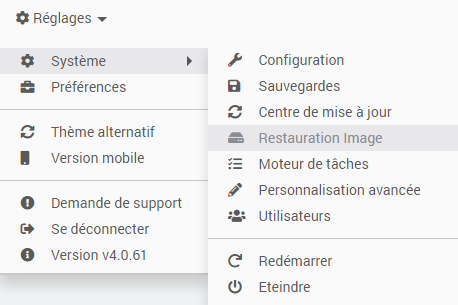 Réglages
Système
Préférences
Thème alternatif
Version mobile
Demande de support
Se déconnecter
Version v4.0.61
Configuration
Sauvegardes
Centre de mise à jour
Restauration Image
Moteur de tâches
Personnalisation avancée
Utilisateurs
Redémarrer
Eteindre